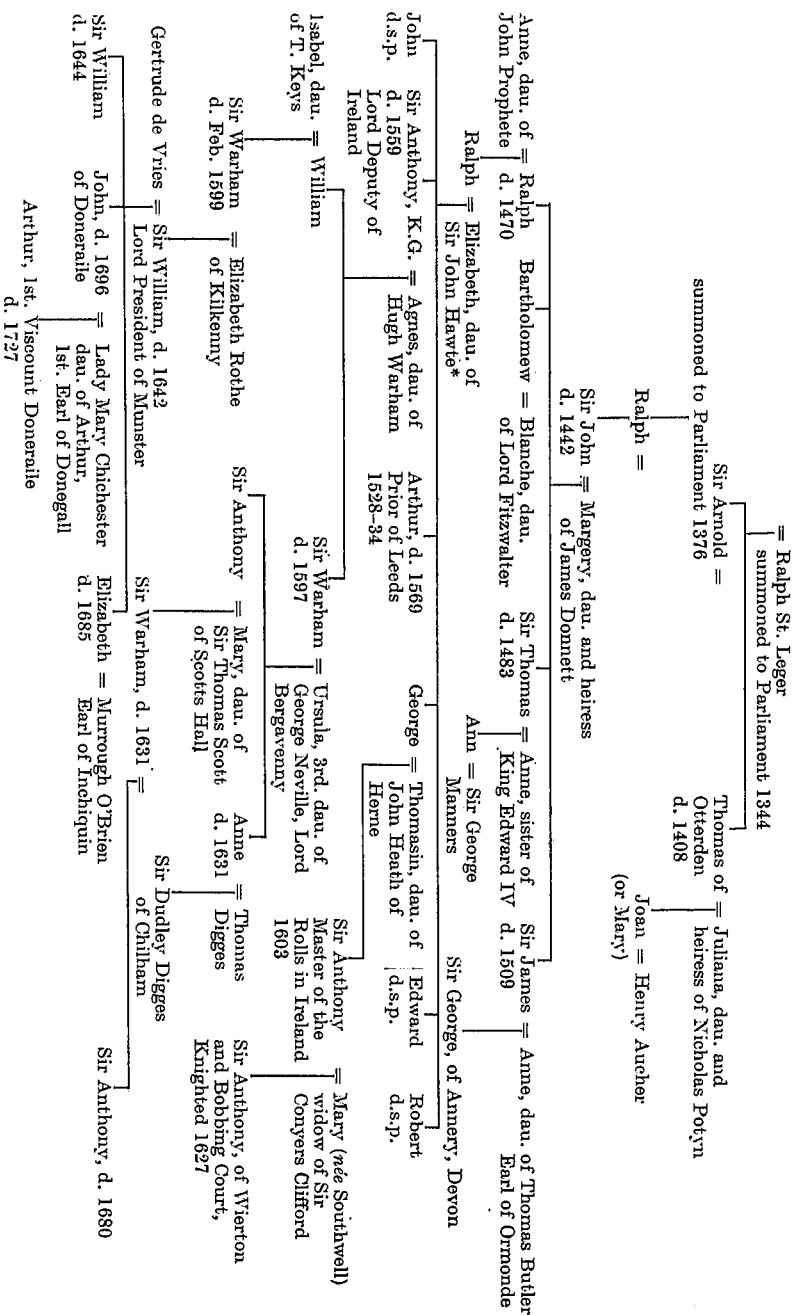 = Ralph St. Leger
summoned to Parliament 1344
Sir Arnold =
summoned to Parliament 1376
Thomas of
Otterden
d. 1408
= Juliana, dau. and
heiress of Nicholas Potyn
Ralph =
Joan = Henry Aucher
(or Mary)
Sir John
d. 1442
= Margery, dau. and heiress
of James Donnett
Anne, dau. of
John Prophete
= Ralph
d. 1470
Bartholomew = Blanche, dau.
of Lord Fitzwalter
Sir Thomas
d. 1483
= Anne, sister of
King Edward IV
Sir James
d. 1509
= Anne, dau. of Thomas Butler
Earl of Ormonde
Ralph = Elizabeth, dau. of
Sir John Hawte*
Ann = Sir George
Manners
Sir George, of Annery, Devon
John
d.s.p.
Sir Anthony, K.G.
d. 1559
Lord Deputy of
Ireland
= Agnes, dau. of
Hugh Warham
Arthur, d. 1569
Prior of Leeds
1528-34
George = Thomasin, dau. of
John Heath of
Herne
Edward
d.s.p.
Robert
d.s.p.
Isabel, dau.
of T. Keys
= William
Sir Warham
d. 1597
= Ursula, 3rd. dau. of
George Neville, Lord
Bergavenny
Sir Anthony
Master of the
Rolls in Ireland
1603
= Mary (née Southwell)
widow of Sir
Conyers Clifford
Sir Warham
d. Feb. 1599
= Elizabeth Rothe
of Kilkenny
Sir Anthony = Mary, dau. of
Sir Thomas Scott
of Scotts Hall
Anne
d. 1631
= Thomas
Digges
Sir Anthony, of Wierton
and Bobbing Court,
Knighted 1627
Gertrude de Vries = Sir William, d. 1642
Lord President of Munster
Sir Warham, d. 1631 =
Sir Dudley Digges
of Chilham
Sir William
d. 1644
John, d. 1696
of Doneraile
= Lady Mary Chichester
dau. of Arthur,
1st. Earl of Donegall
Elizabeth
d. 1685
= Murrough O'Brien
Earl of Inchiquin
Sir Anthony, d. 1680
Arthur, 1st. Viscount Doneraile
d. 1727